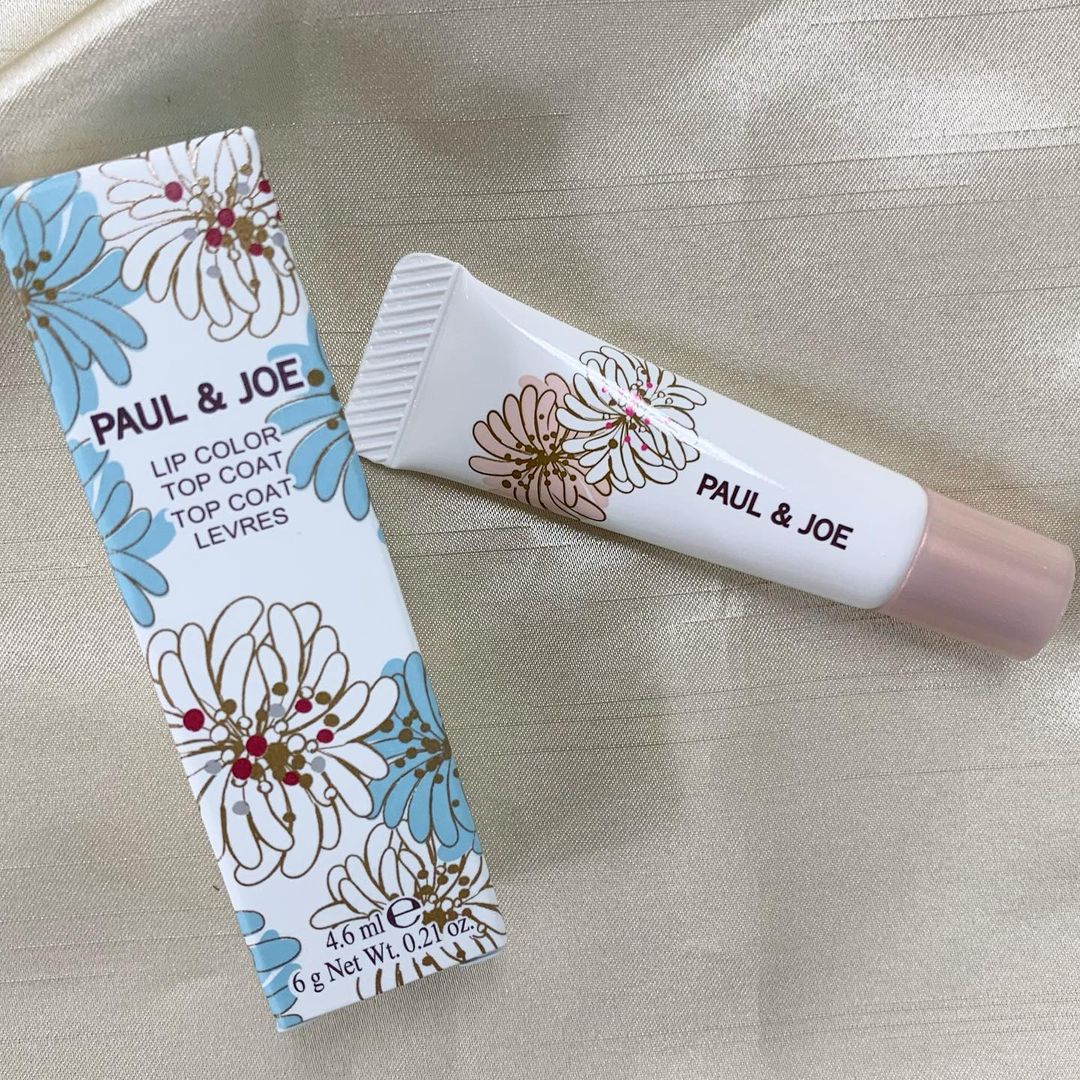 PAUL & JOE
LIP COLOR
TOP COAT
TOP COAT
LEVRES
4.6 ml ℮
6 g Net Wt. 0.21 oz.
PAUL & JOE